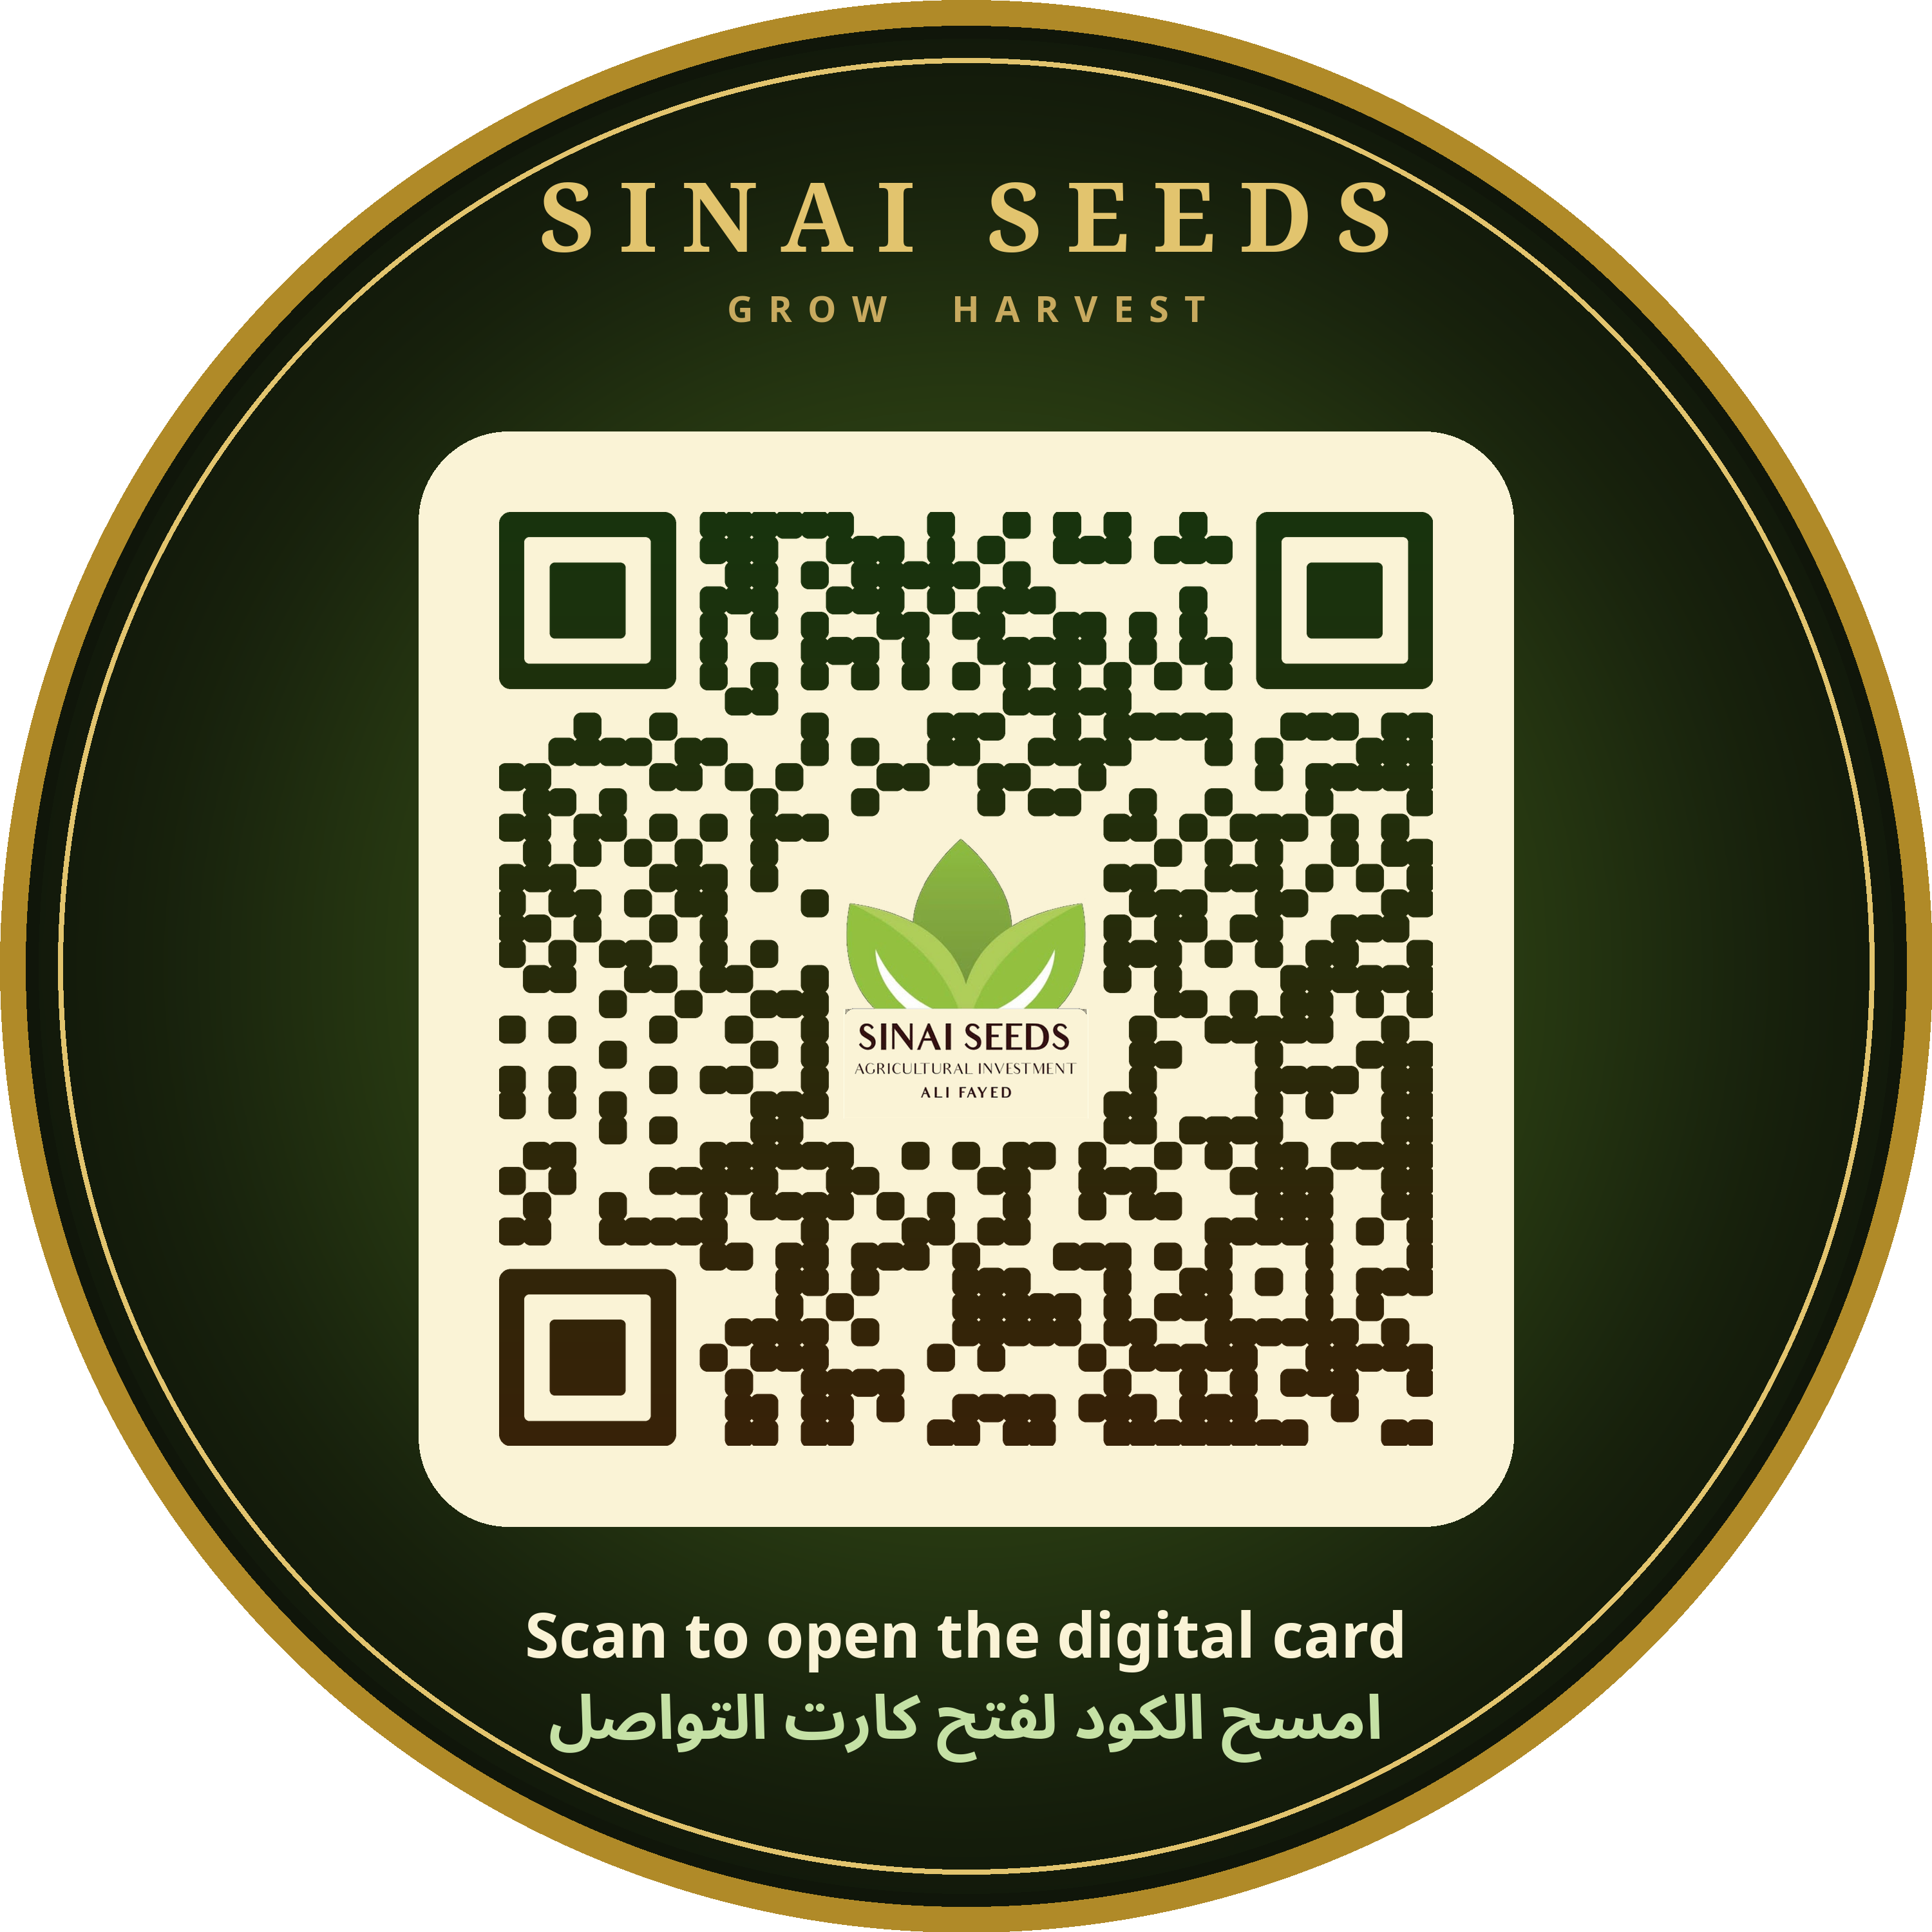 SINAI SEEDS
GROW HARVEST
SINAI SEEDS
AGRICULTURAL INVESTMENT
ALI FAYED
Scan to open the digital card
امسح الكود لفتح كارت التواصل